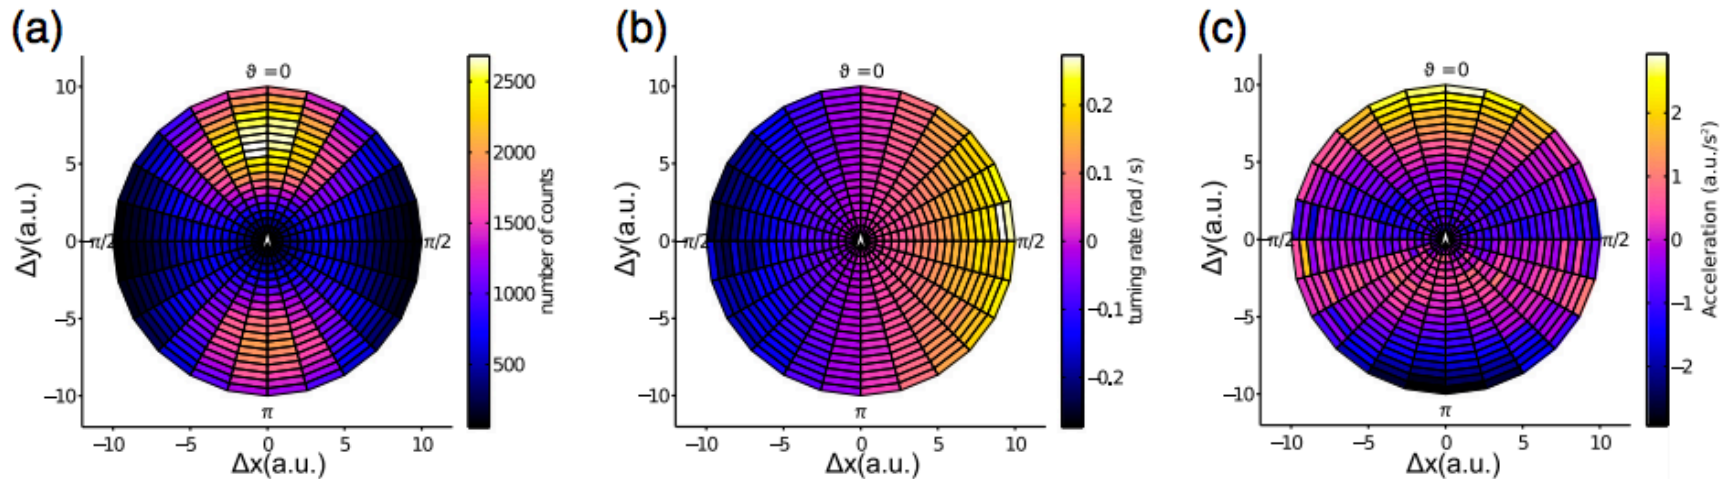 (a)
ϑ = 0
10
5
0
−5
−10
−π/2
π/2
π
−10 −5 0 5 10
Δx(a.u.)
Δy(a.u.)
2500
2000
1500
1000
500
number of counts
(b)
ϑ = 0
10
5
0
−5
−10
−π/2
π/2
π
−10 −5 0 5 10
Δx(a.u.)
Δy(a.u.)
0.2
0.1
0
−0.1
−0.2
turning rate (rad / s)
(c)
ϑ = 0
10
5
0
−5
−10
−π/2
π/2
π
−10 −5 0 5 10
Δx(a.u.)
Δy(a.u.)
2
1
0
−1
−2
Acceleration (a.u./s²)